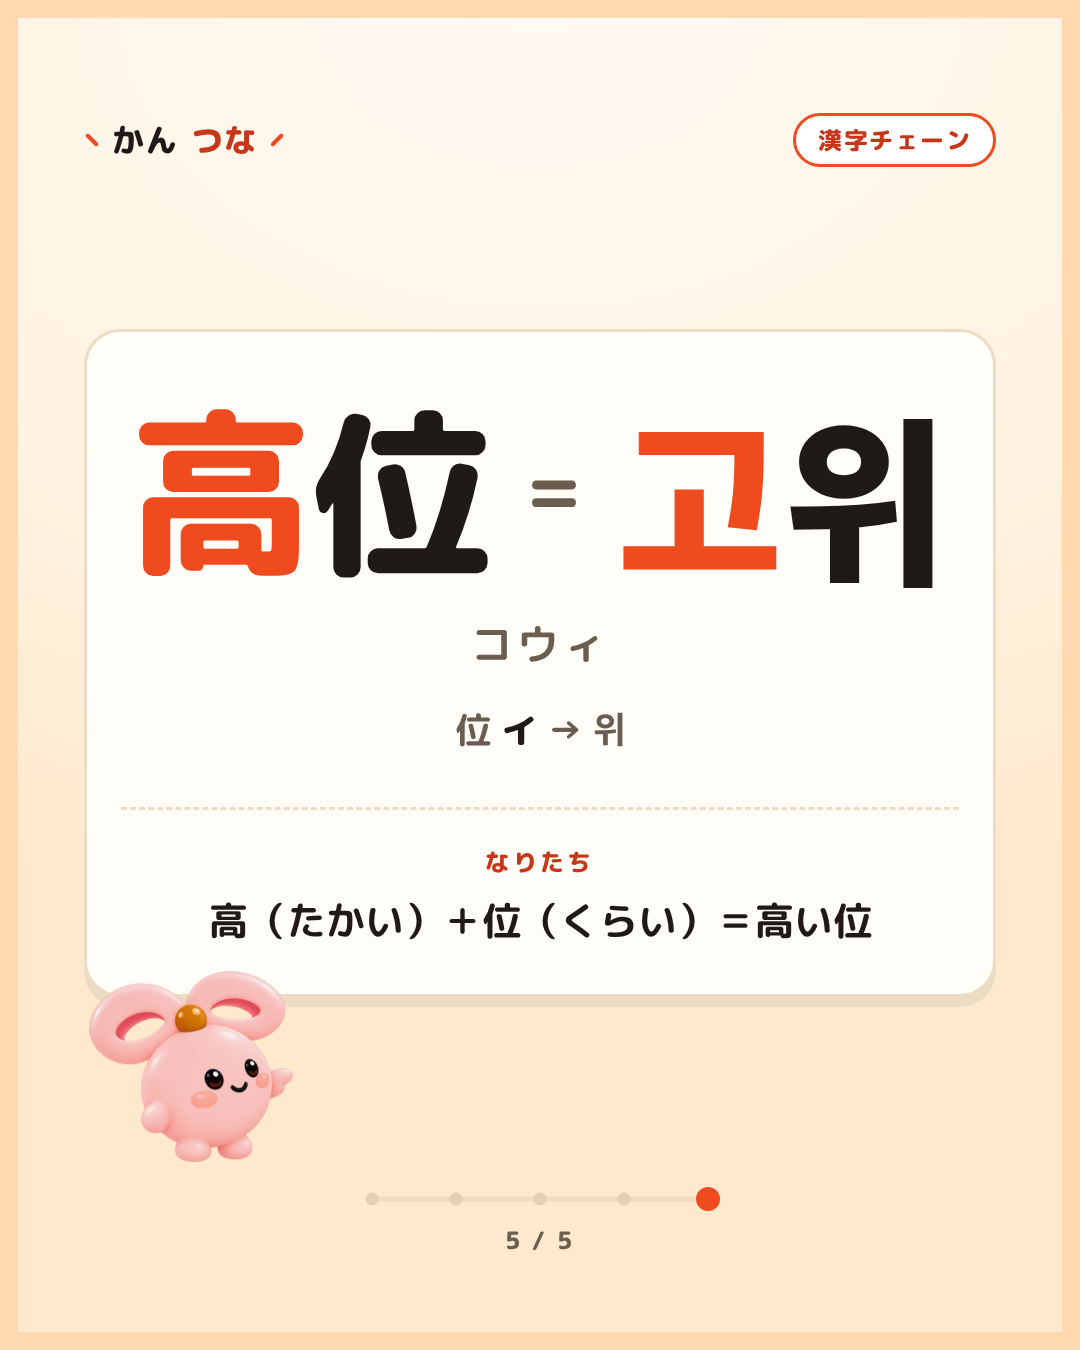 かん つな
漢字チェーン
高位 = 고위
コウィ
位 イ → 위
なりたち
高（たかい）＋位（くらい）＝高い位
5 / 5